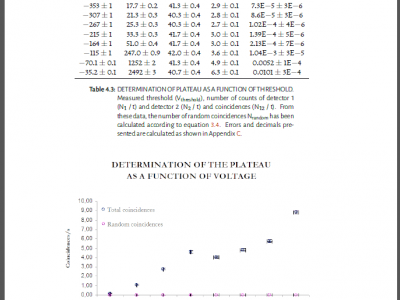 −353 ± 1 17.7 ± 0.2 41.3 ± 0.4 2.9 ± 0.1 7.3E−5 ± 3E−6
−307 ± 1 21.3 ± 0.3 40.3 ± 0.4 2.8 ± 0.1 8.6E−5 ± 3E−6
−267 ± 1 25.3 ± 0.3 40.3 ± 0.4 2.7 ± 0.1 1.02E−4 ± 4E−6
−215 ± 1 33.3 ± 0.3 41.7 ± 0.4 3.0 ± 0.1 1.39E−4 ± 5E−6
−164 ± 1 51.0 ± 0.4 41.7 ± 0.4 3.0 ± 0.1 2.13E−4 ± 7E−6
−115 ± 1 247.0 ± 0.9 42.0 ± 0.4 3.6 ± 0.1 1.04E−3 ± 3E−5
−70.1 ± 0.1 1252 ± 2 41.3 ± 0.4 4.9 ± 0.1 0.0052 ± 1E−4
−35.2 ± 0.1 2492 ± 3 40.7 ± 0.4 6.3 ± 0.1 0.0101 ± 3E−4
Table 4.3: DETERMINATION OF PLATEAU AS A FUNCTION OF THRESHOLD.
Measured threshold (Vthreshold), number of counts of detector 1
(N1 / t) and detector 2 (N2 / t) and coincidences (N12 / t). From
these data, the number of random coincidences Nrandom has been
calculated according to equation 3.4. Errors and decimals pre-
sented are calculated as shown in Appendix C.
DETERMINATION OF THE PLATEAU
AS A FUNCTION OF VOLTAGE
10,00
9,00
8,00
7,00
6,00
5,00
4,00
3,00
2,00
1,00
0,00
Coincidences/s
Total coincidences
Random coincidences